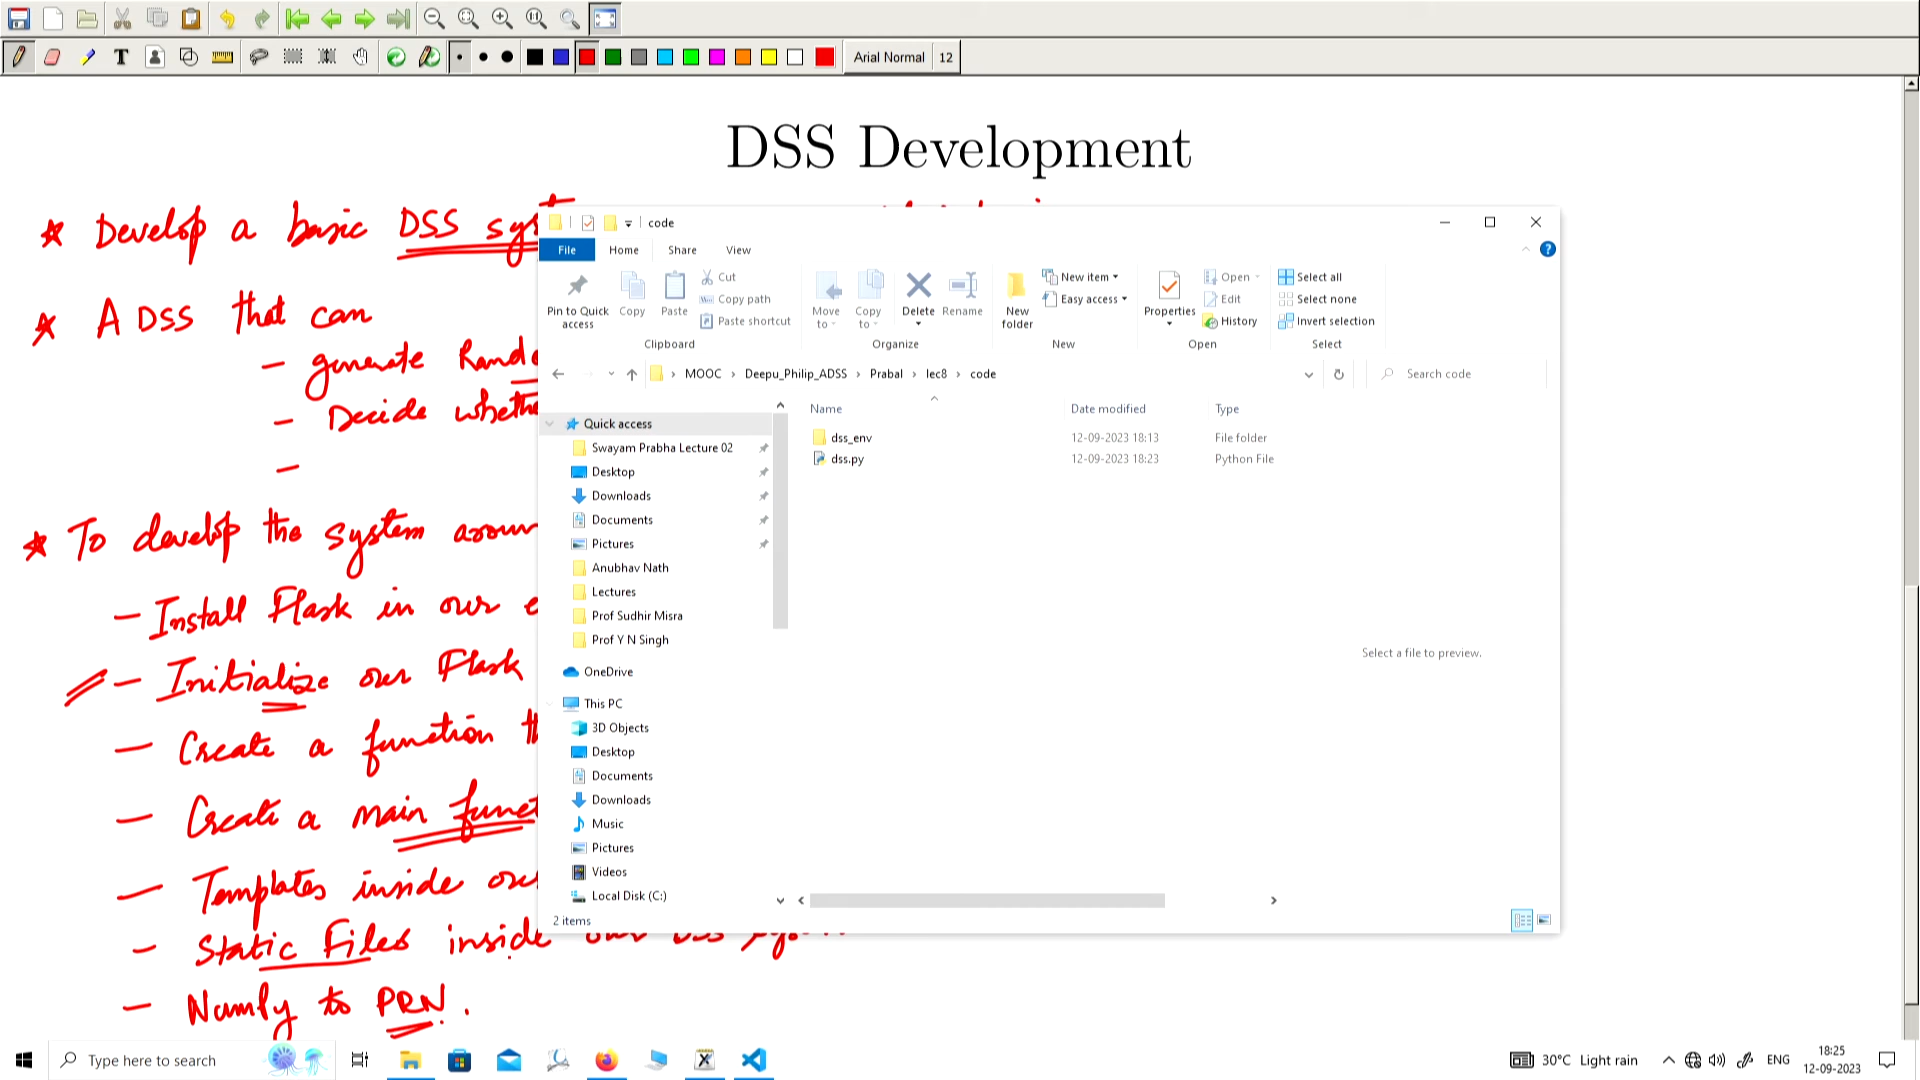 Arial Normal 12
DSS Development
* Develop a basic DSS syst
* A DSS that can
- generate Rand
- Decide wheth
-
* To develop the system aroun
- Install Flask in our e
- Initialize our Flask
- Create a function th
- Create a main funct
- Templates inside our
- Static Files inside our DSS system
- Numpy to PRN.
code
File Home Share View
Pin to Quick access
Copy
Paste
Cut
Copy path
Paste shortcut
Clipboard
Move to
Copy to
Delete
Rename
Organize
New folder
New item
Easy access
New
Properties
Open
Edit
History
Open
Select all
Select none
Invert selection
Select
MOOC > Deepu_Philip_ADSS > Prabal > lec8 > code
Search code
Quick access
Swayam Prabha Lecture 02
Desktop
Downloads
Documents
Pictures
Anubhav Nath
Lectures
Prof Sudhir Misra
Prof Y N Singh
OneDrive
This PC
3D Objects
Desktop
Documents
Downloads
Music
Pictures
Videos
Local Disk (C:)
Name Date modified Type
dss_env 12-09-2023 18:13 File folder
dss.py 12-09-2023 18:23 Python File
Select a file to preview.
2 items
Type here to search
30°C Light rain
ENG
18:25
12-09-2023